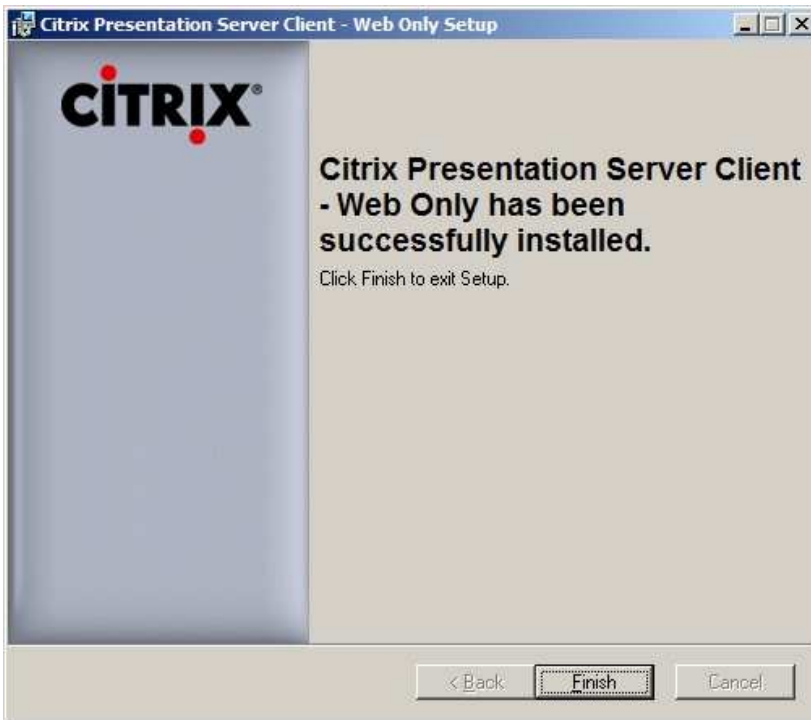 Citrix Presentation Server Client - Web Only Setup
CITRIX®
Citrix Presentation Server Client
- Web Only has been
successfully installed.
Click Finish to exit Setup.
< Back
Finish
Cancel